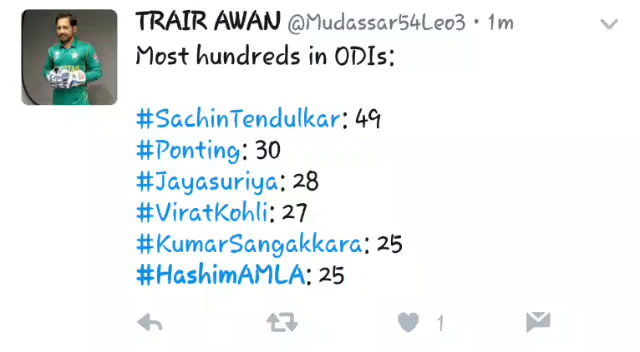 TRAIR AWAN @Mudassar54Leo3 • 1m
Most hundreds in ODIs:
#SachinTendulkar: 49
#Ponting: 30
#Jayasuriya: 28
#ViratKohli: 27
#KumarSangakkara: 25
#HashimAMLA: 25
1